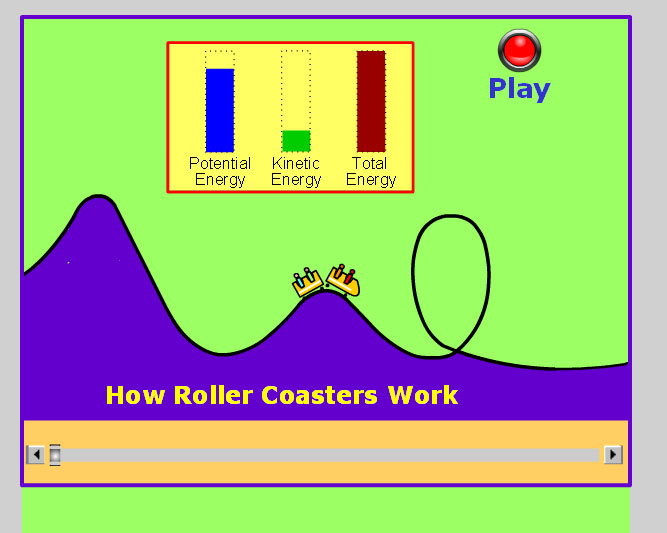 Play
Potential Energy
Kinetic Energy
Total Energy
How Roller Coasters Work